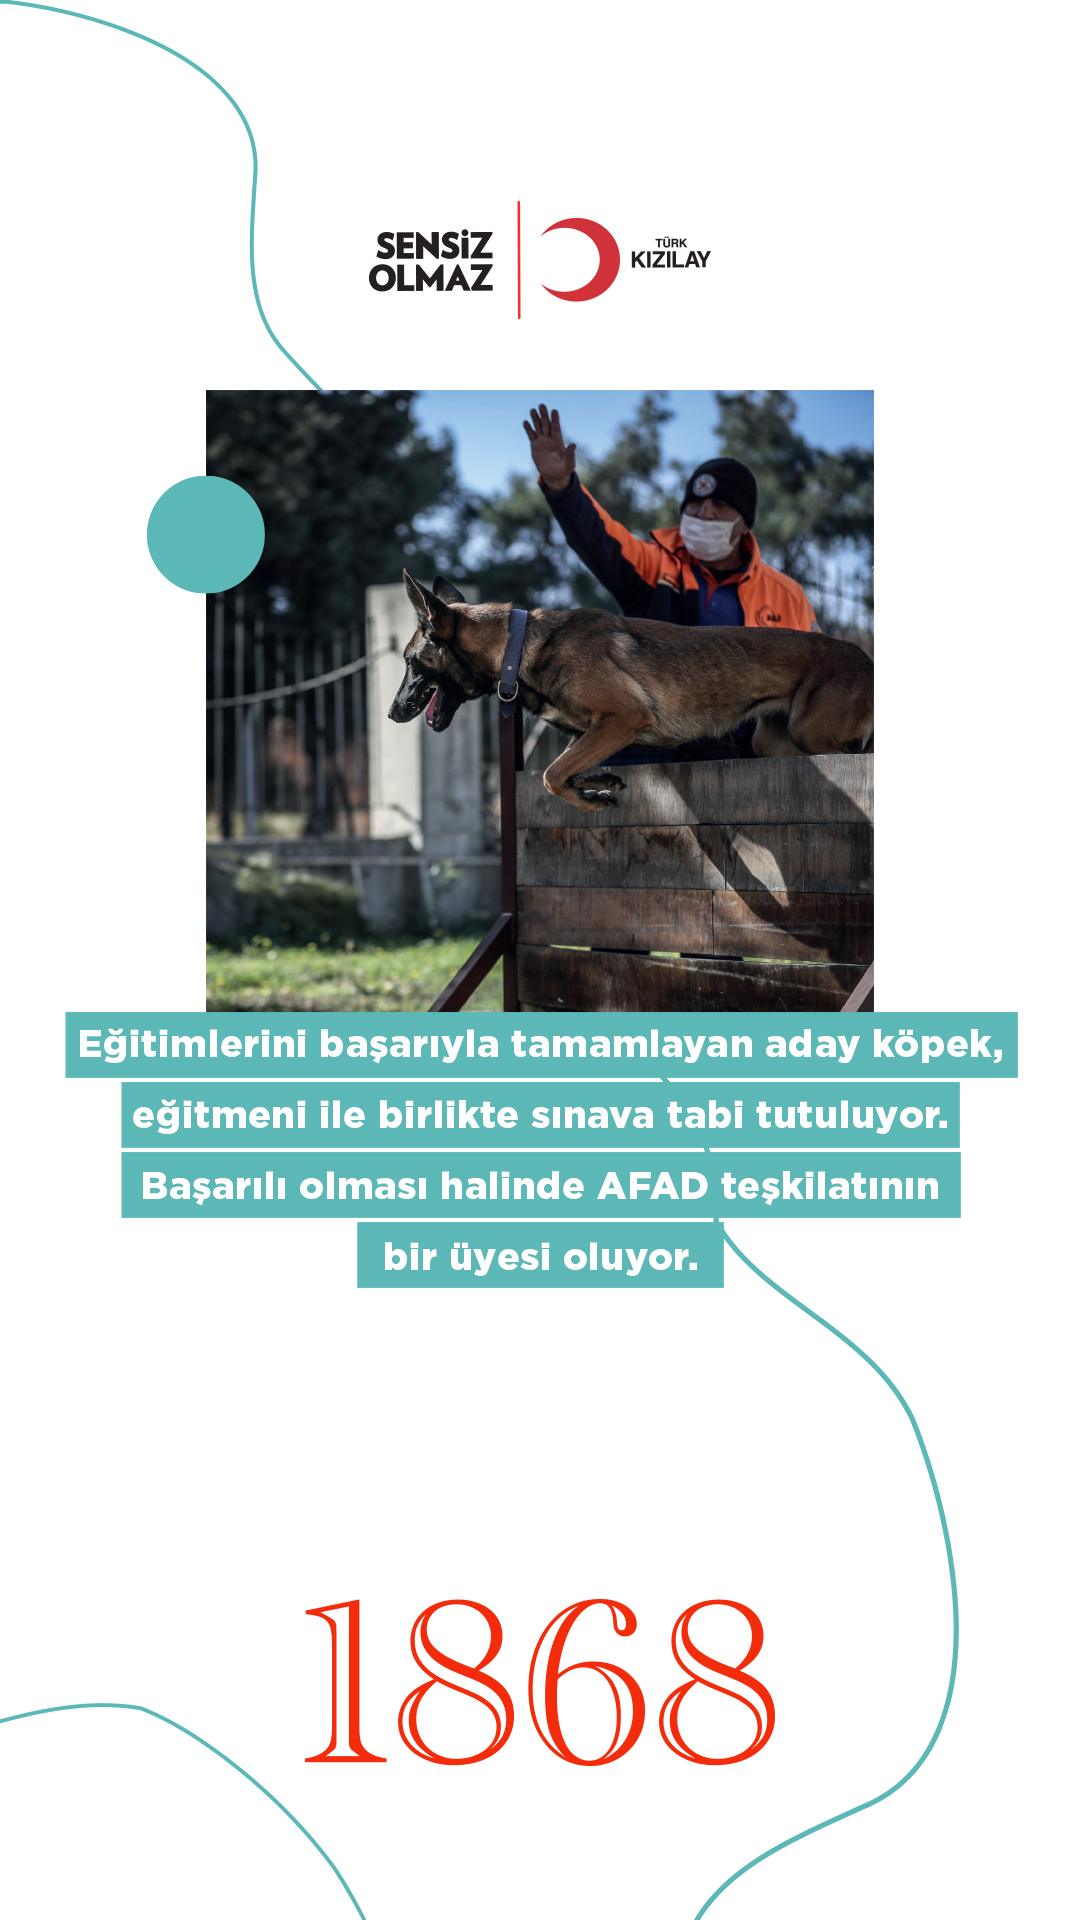 SENSİZ
OLMAZ
TÜRK
KIZILAY
Eğitimlerini başarıyla tamamlayan aday köpek,
eğitmeni ile birlikte sınava tabi tutuluyor.
Başarılı olması halinde AFAD teşkilatının
bir üyesi oluyor.
1868